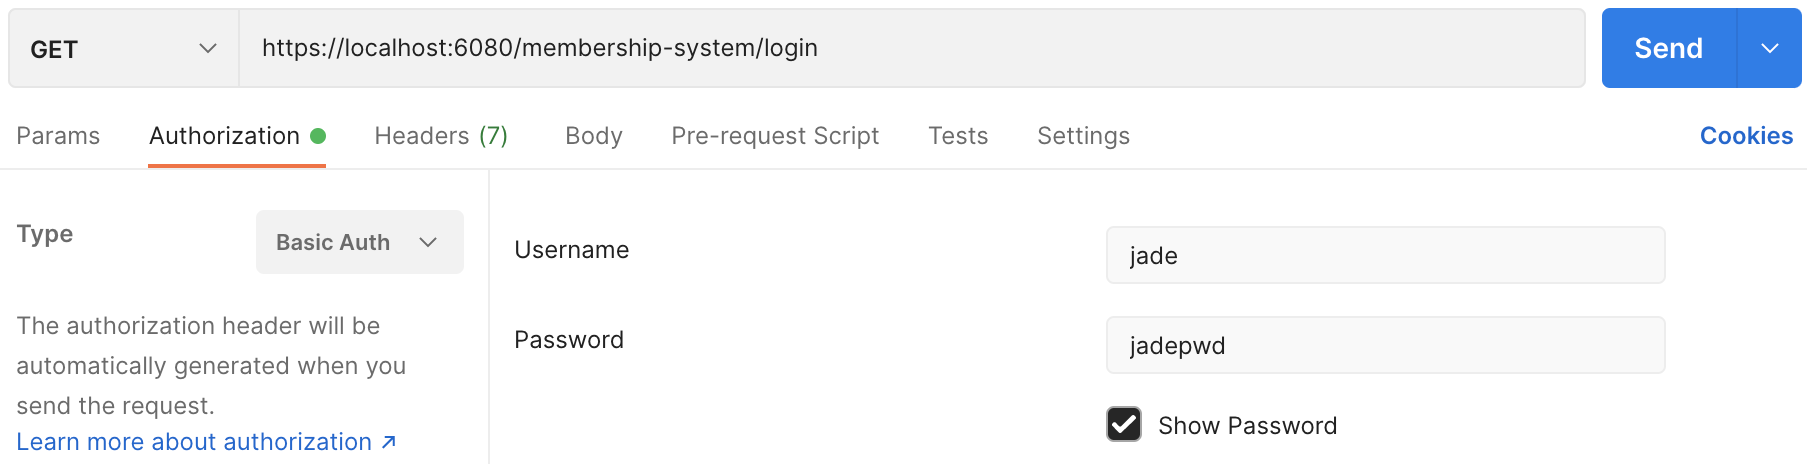 GET https://localhost:6080/membership-system/login Send
Params Authorization Headers (7) Body Pre-request Script Tests Settings Cookies
Type Basic Auth
The authorization header will be
automatically generated when you
send the request.
Learn more about authorization ↗
Username jade
Password jadepwd
Show Password